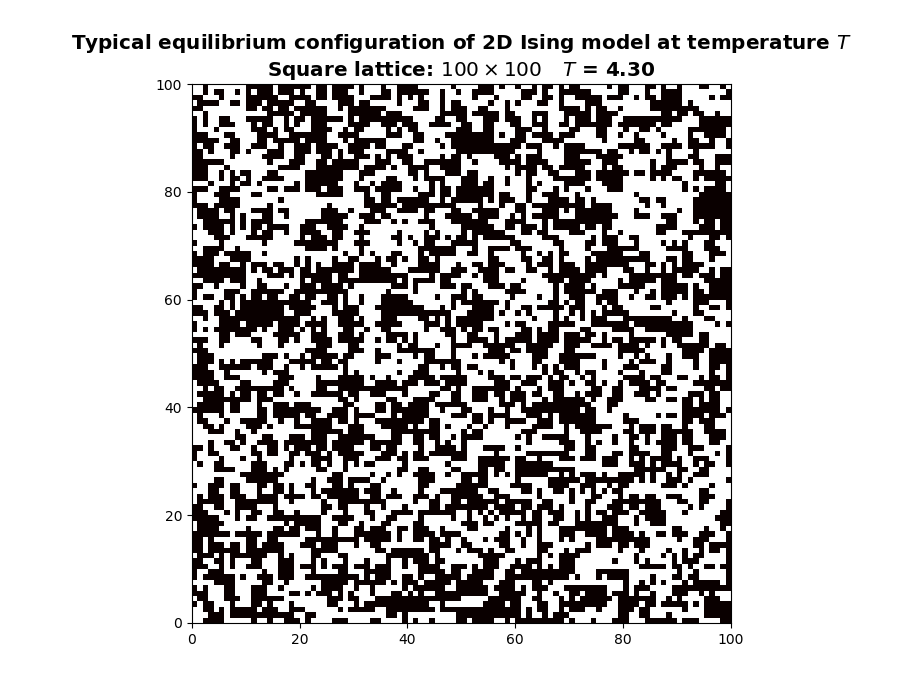 Typical equilibrium configuration of 2D Ising model at temperature T
Square lattice: 100 × 100 T = 4.30
100
80
60
40
20
0
0 20 40 60 80 100